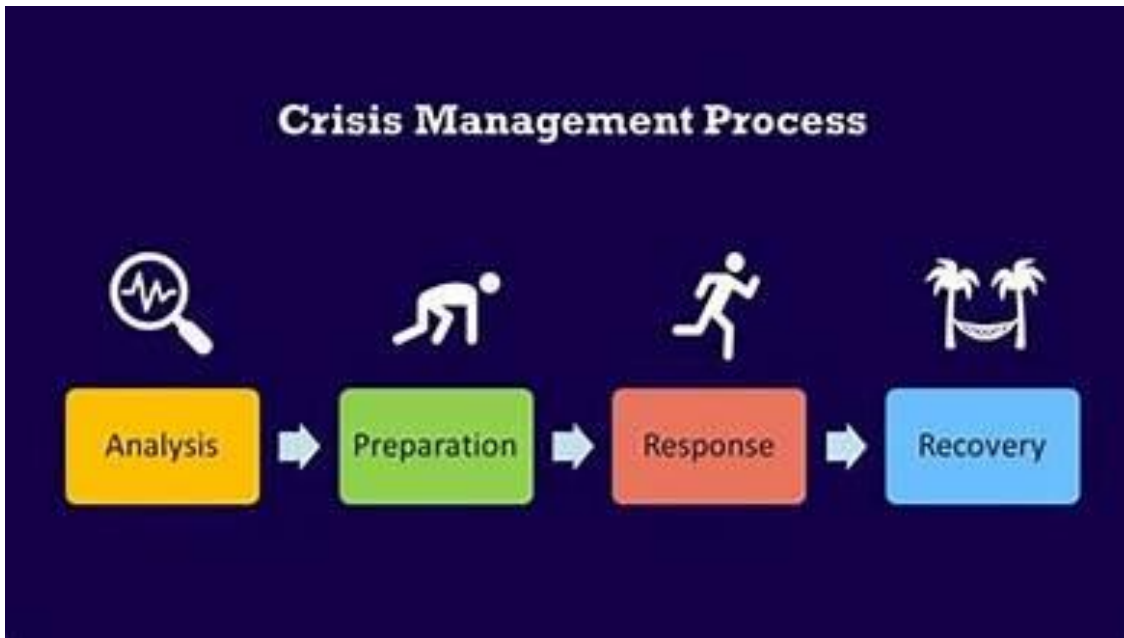 Crisis Management Process
Analysis
Preparation
Response
Recovery